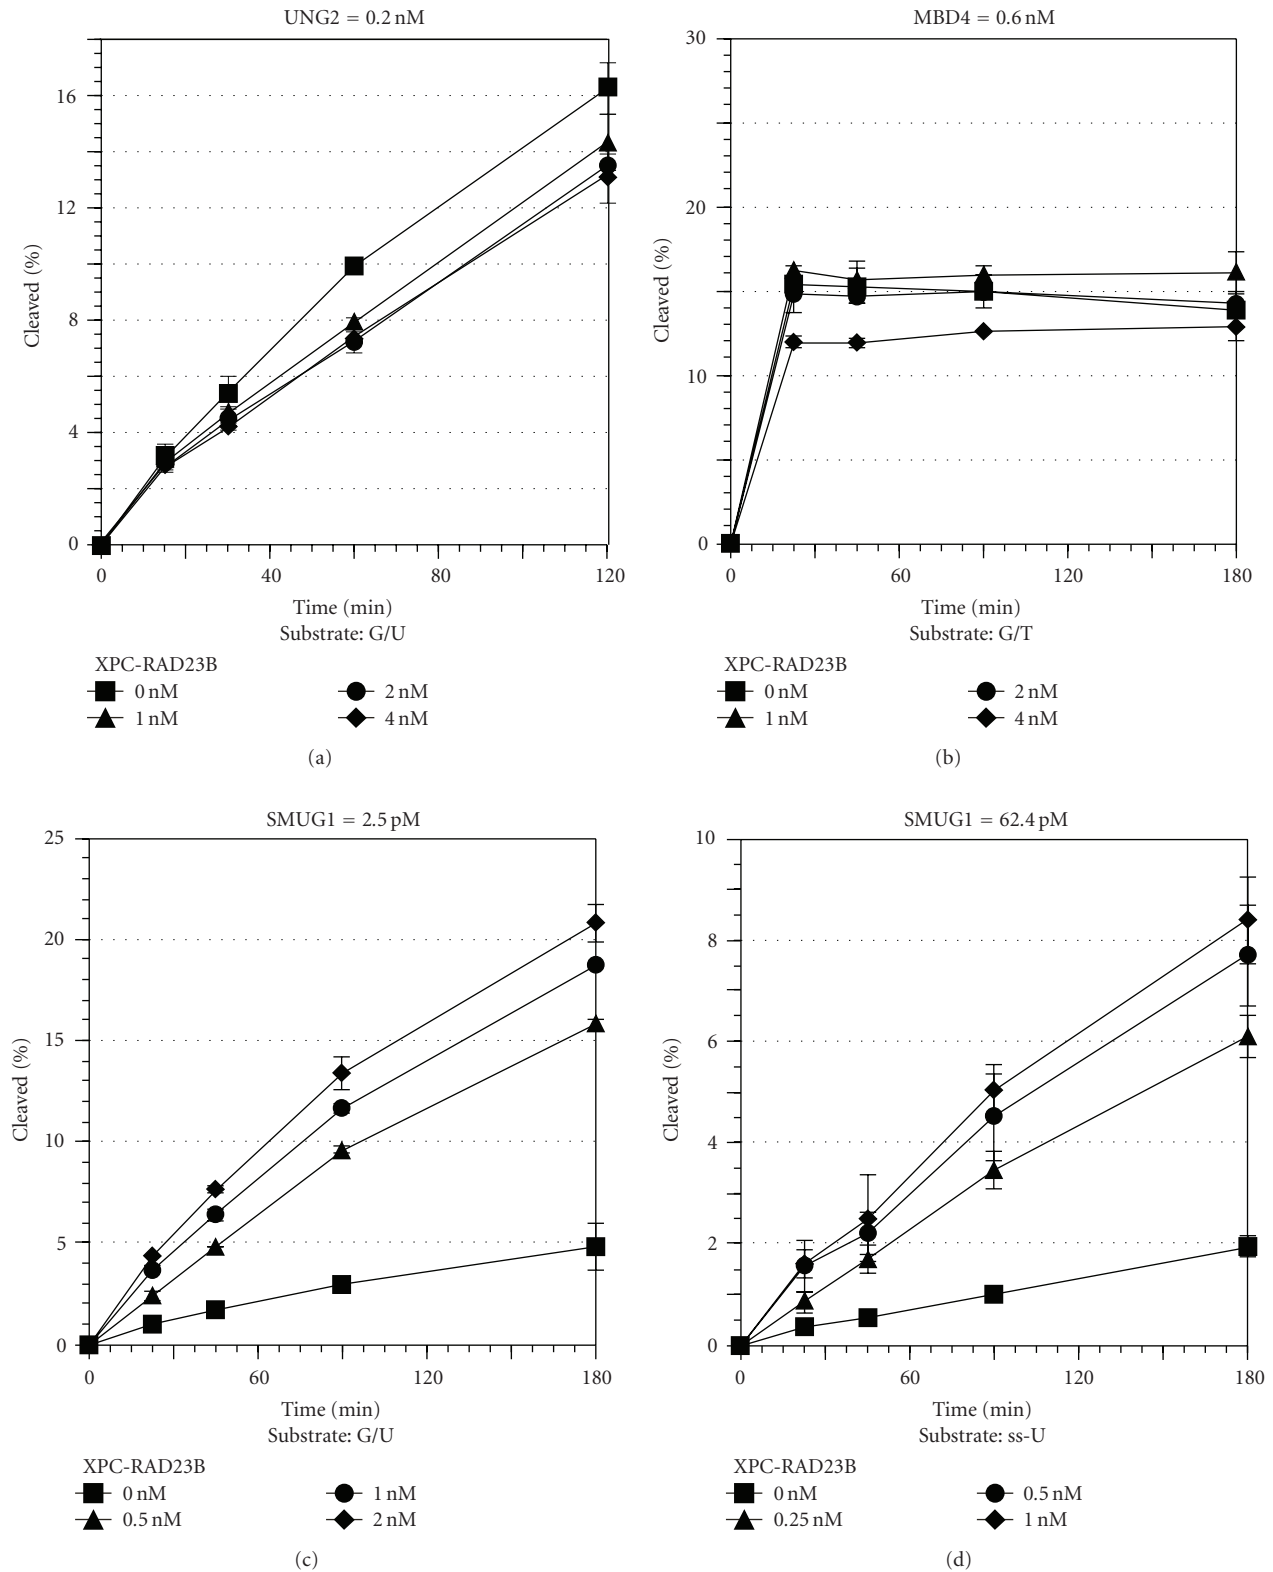 UNG2 = 0.2 nM
16
12
8
4
0
Cleaved (%)
0 40 80 120
Time (min)
Substrate: G/U
XPC-RAD23B
0 nM 2 nM
1 nM 4 nM
(a)
MBD4 = 0.6 nM
30
20
10
0
Cleaved (%)
0 60 120 180
Time (min)
Substrate: G/T
XPC-RAD23B
0 nM 2 nM
1 nM 4 nM
(b)
SMUG1 = 2.5 pM
25
20
15
10
5
0
Cleaved (%)
0 60 120 180
Time (min)
Substrate: G/U
XPC-RAD23B
0 nM 1 nM
0.5 nM 2 nM
(c)
SMUG1 = 62.4 pM
10
8
6
4
2
0
Cleaved (%)
0 60 120 180
Time (min)
Substrate: ss-U
XPC-RAD23B
0 nM 0.5 nM
0.25 nM 1 nM
(d)